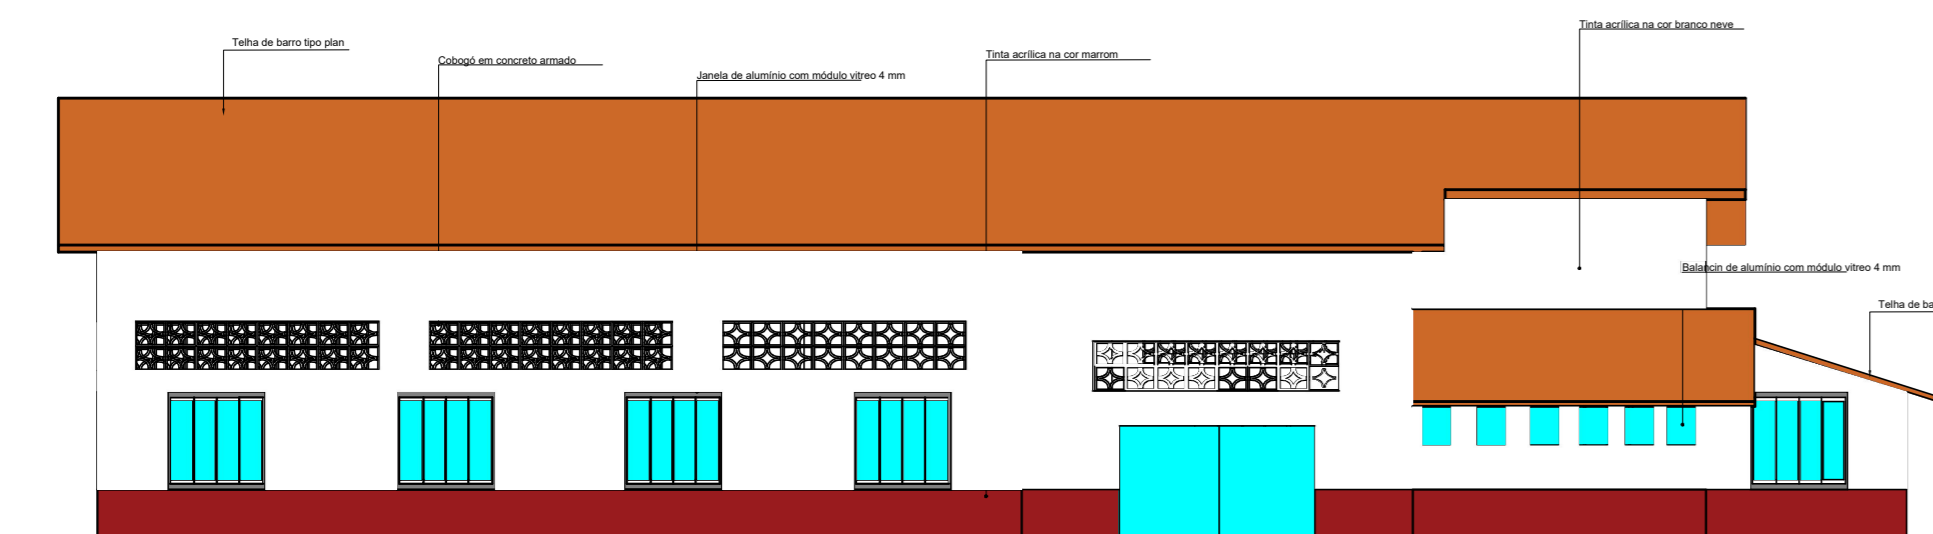 Tinta acrílica na cor branco neve
Telha de barro tipo plan
Cobogó em concreto armado
Tinta acrílica na cor marrom
Janela de alumínio com módulo vitreo 4 mm
Balancin de alumínio com módulo vitreo 4 mm
Telha de ba